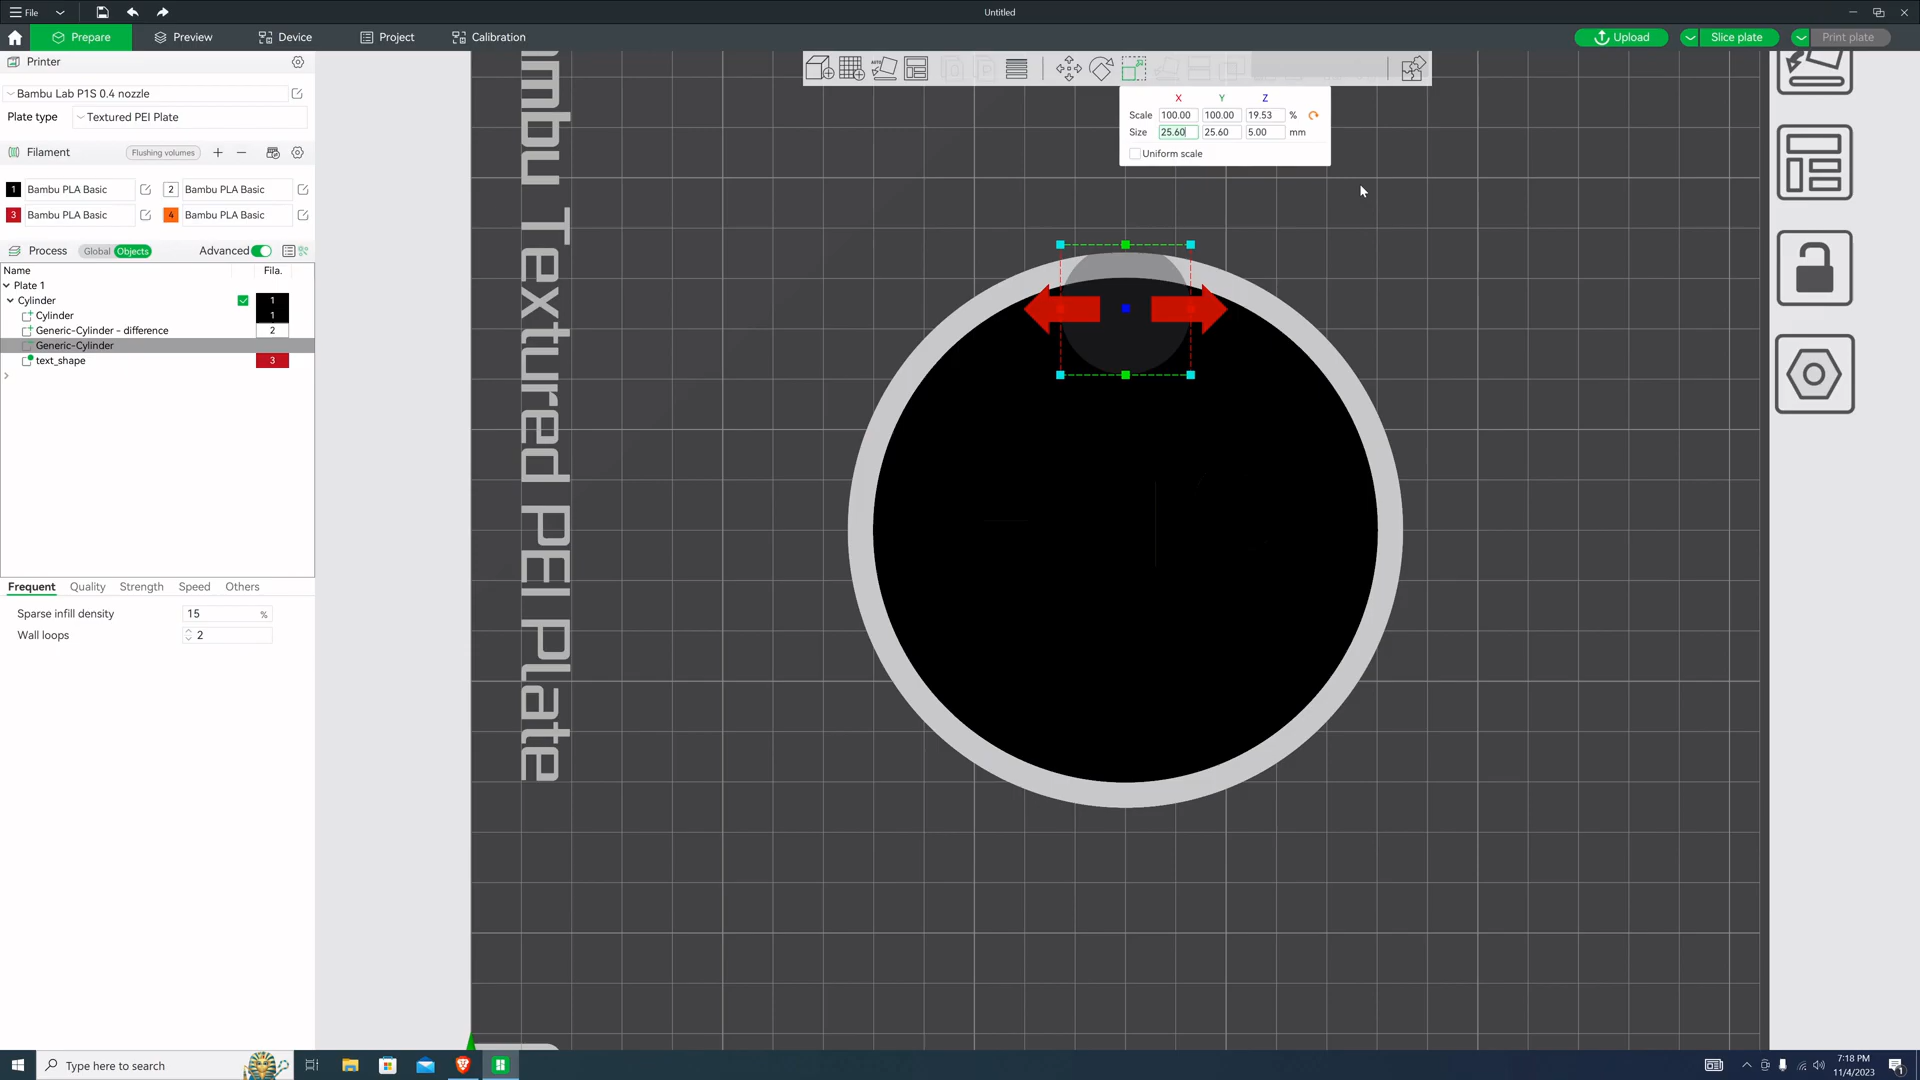 File
Untitled
Prepare
Preview
Device
Project
Calibration
Upload
Slice plate
Print plate
Printer
Bambu Lab P1S 0.4 nozzle
Plate type
Textured PEI Plate
Filament
Flushing volumes
1 Bambu PLA Basic
2 Bambu PLA Basic
3 Bambu PLA Basic
4 Bambu PLA Basic
Process
Global
Objects
Advanced
Name
Fila.
Plate 1
Cylinder
1
Cylinder
1
Generic-Cylinder - difference
2
Generic-Cylinder
text_shape
3
Frequent
Quality
Strength
Speed
Others
Sparse infill density
15
%
Wall loops
2
AUTO
X Y Z
Scale 100.00 100.00 19.53 %
Size 25.60 25.60 5.00 mm
Uniform scale
ambu Textured PEI Plate
Type here to search
7:18 PM
11/4/2023
1